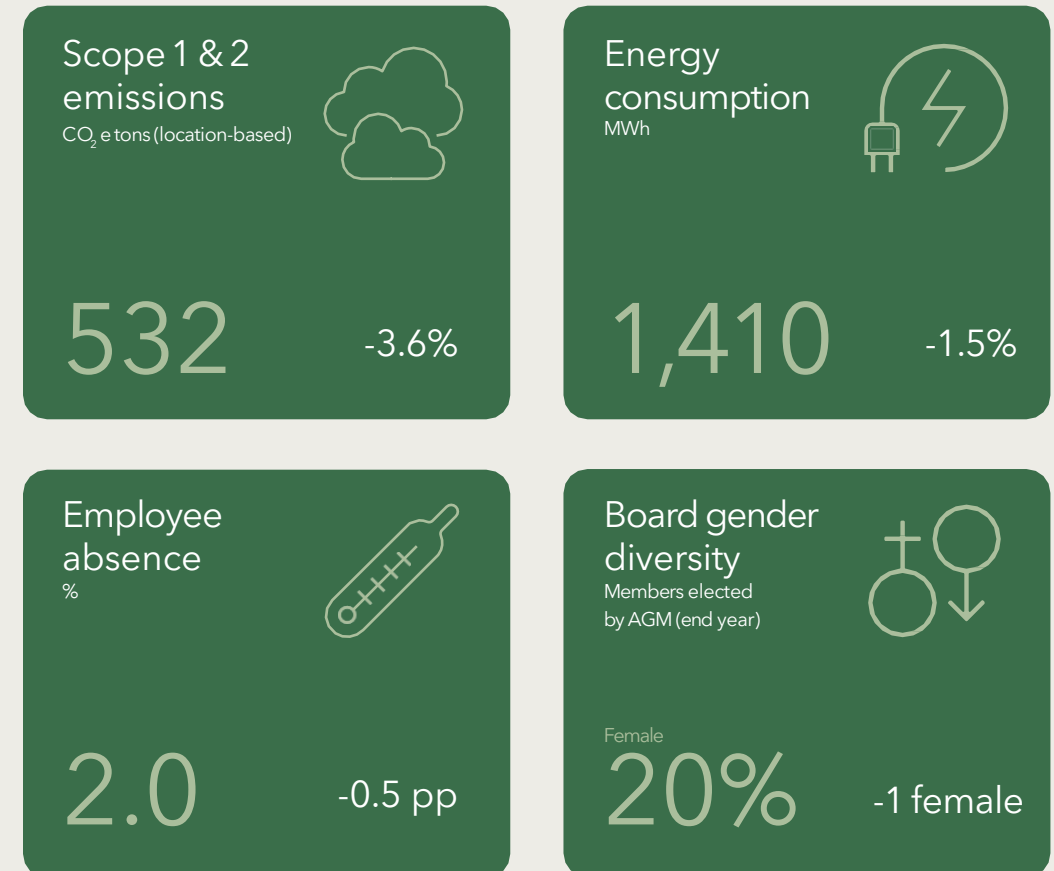 Scope 1 & 2
emissions
CO₂ e tons (location-based)
532
-3.6%
Energy
consumption
MWh
1,410
-1.5%
Employee
absence
%
2.0
-0.5 pp
Board gender
diversity
Members elected
by AGM (end year)
Female
20%
-1 female